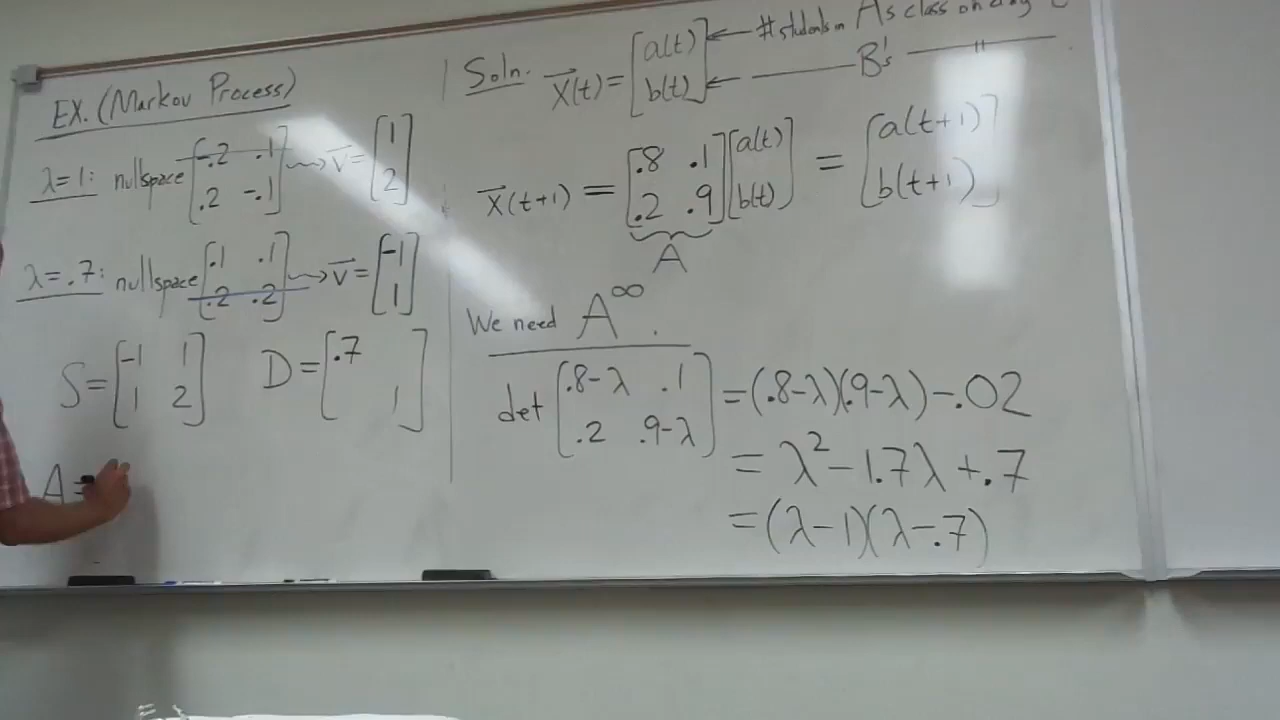 EX. (Markov Process)
λ=1: nullspace [-.2 .1; .2 -.1] ⇝ v⃗ = [1; 2]
λ=.7: nullspace [.1 .1; .2 .2] ⇝ v⃗ = [-1; 1]
S = [-1 1; 1 2] D = [.7 ; 1]
A =
Soln. x⃗(t) = [a(t); b(t)] ← # students in A's class on day
← —— B's —— " ——
x⃗(t+1) = [.8 .1; .2 .9] [a(t); b(t)] = [a(t+1); b(t+1)]
A
We need A^∞.
det [.8-λ .1; .2 .9-λ] = (.8-λ)(.9-λ) - .02
= λ² - 1.7λ + .7
= (λ-1)(λ-.7)